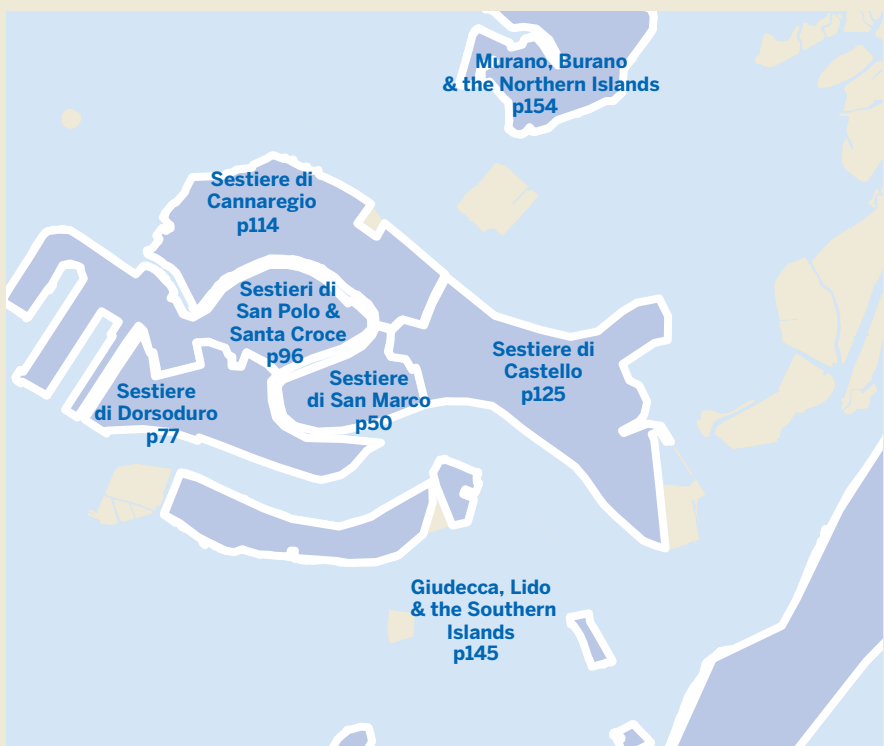 Murano, Burano
& the Northern Islands
p154
Sestiere di
Cannaregio
p114
Sestieri di
San Polo &
Santa Croce
p96
Sestiere di
Castello
p125
Sestiere
di San Marco
p50
Sestiere
di Dorsoduro
p77
Giudecca, Lido
& the Southern
Islands
p145